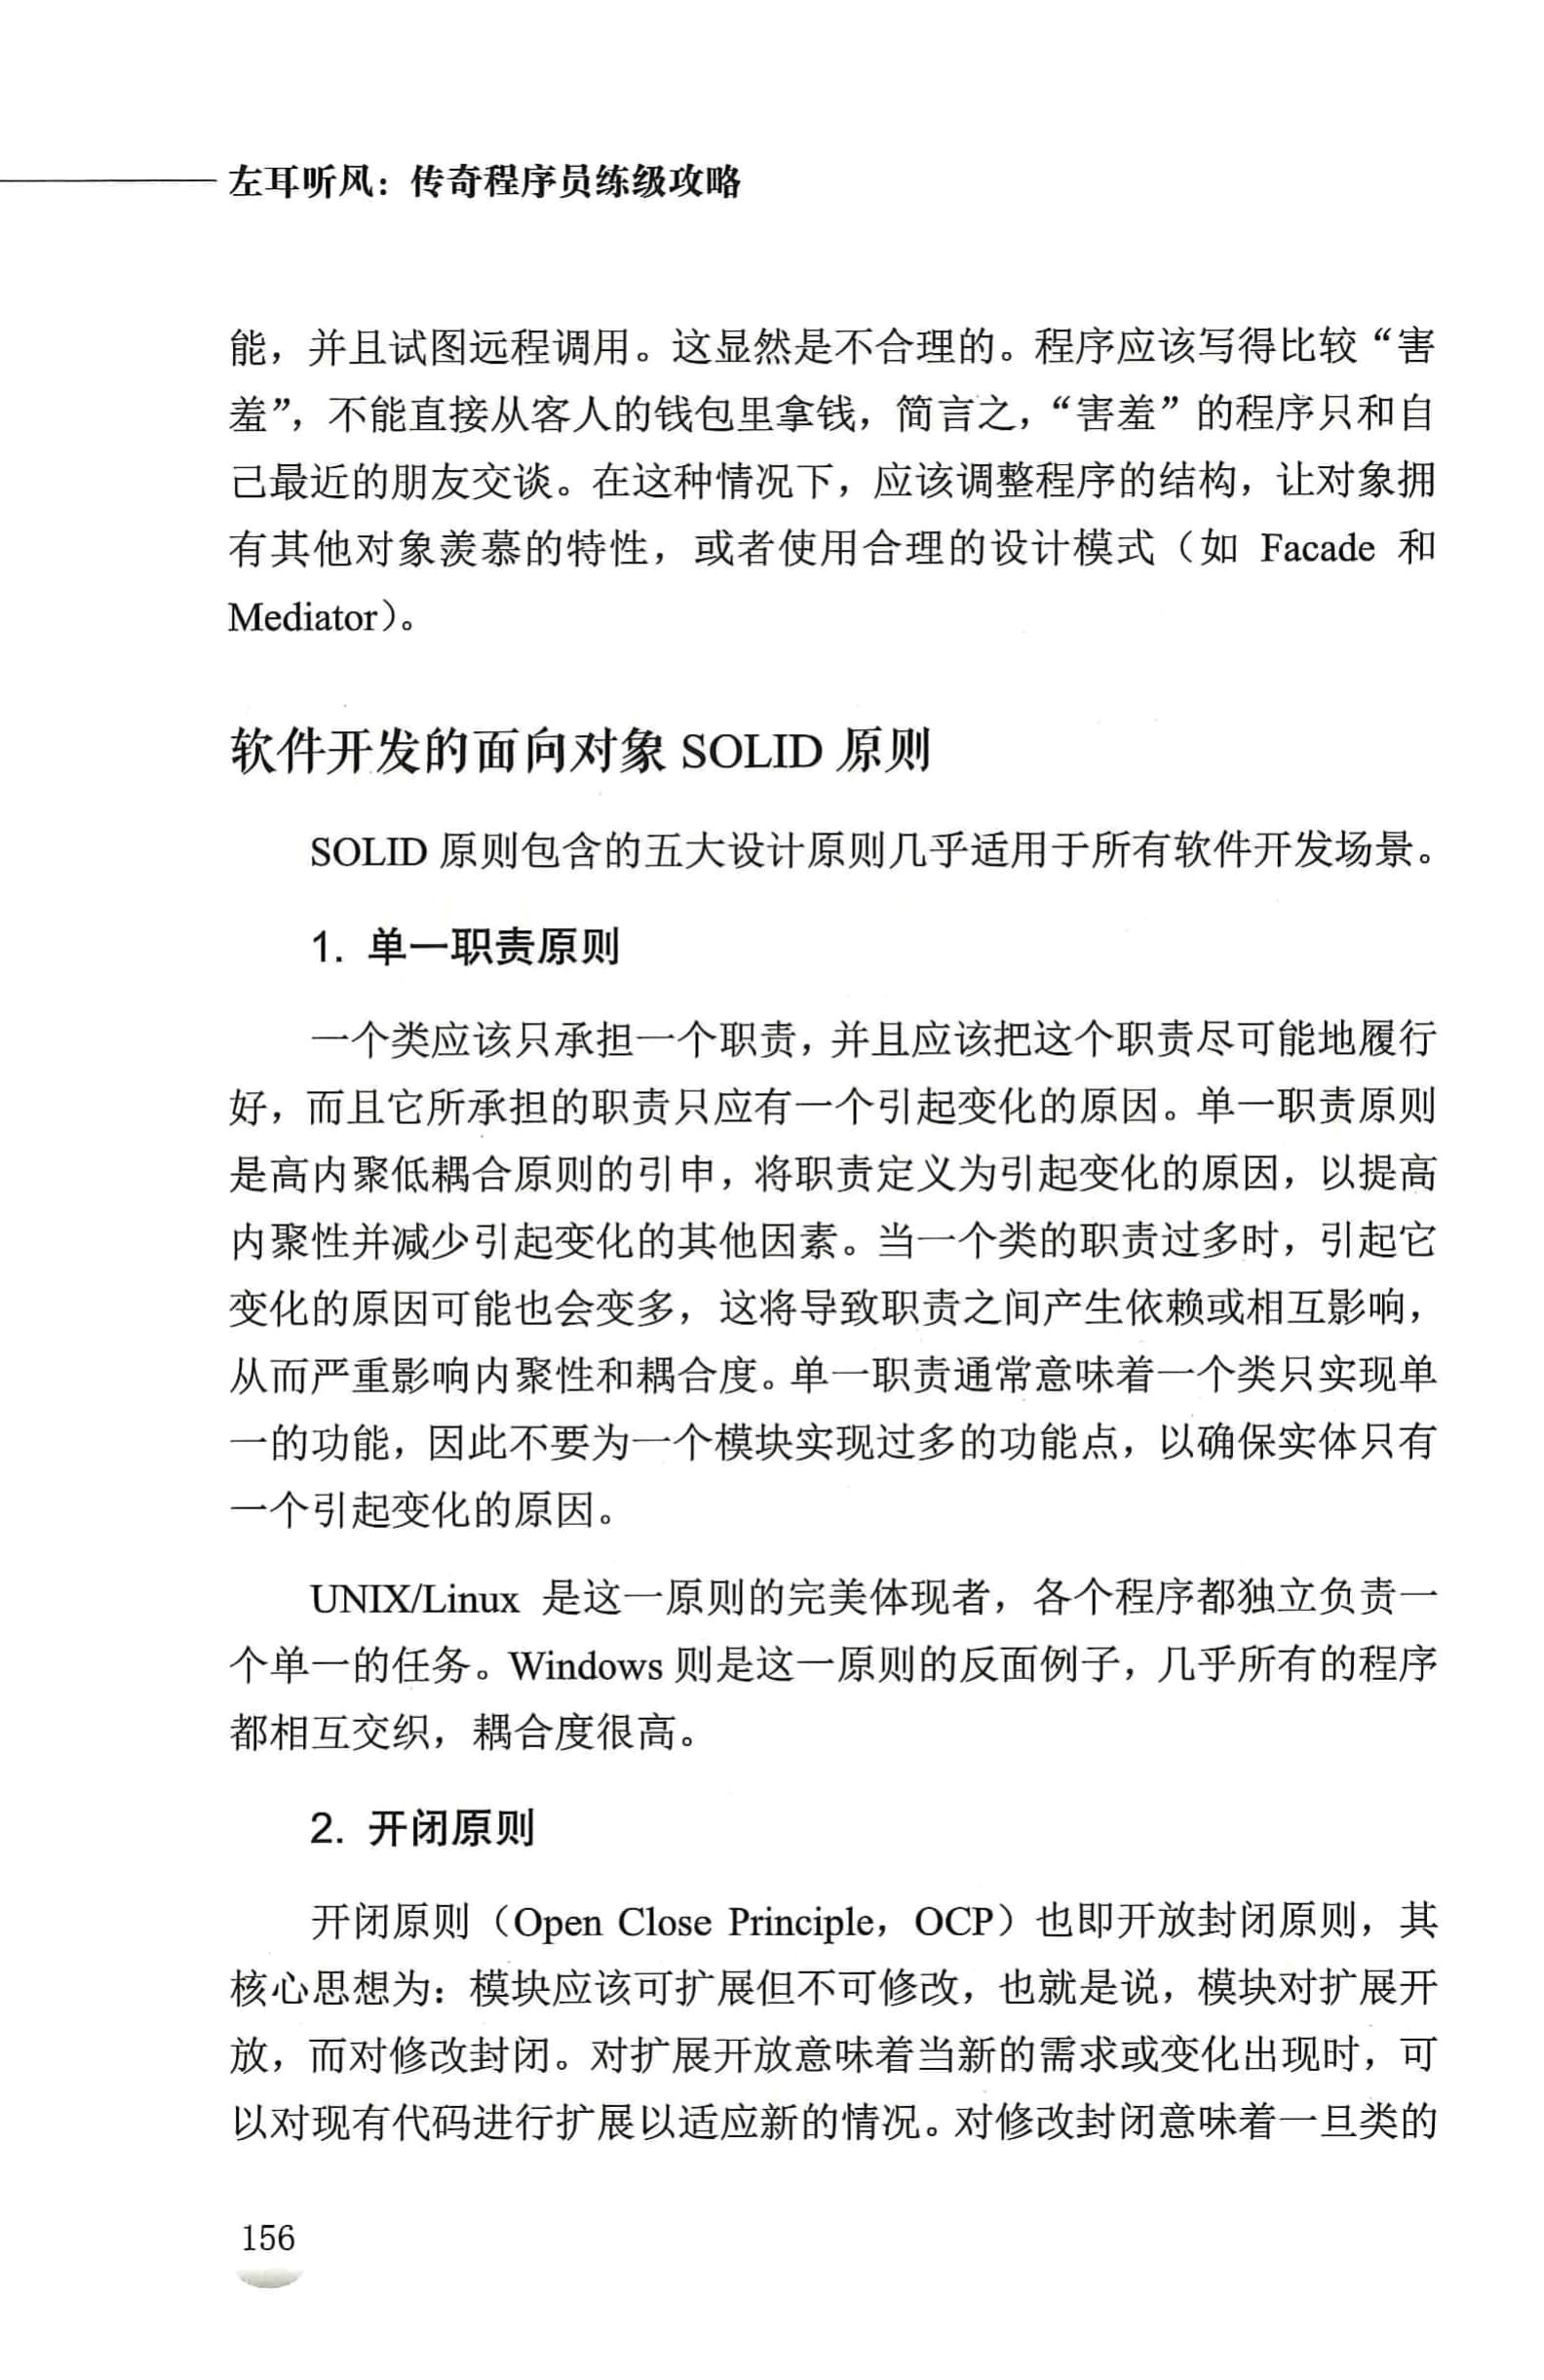 左耳听风：传奇程序员练级攻略
能，并且试图远程调用。这显然是不合理的。程序应该写得比较“害
羞”，不能直接从客人的钱包里拿钱，简言之，“害羞”的程序只和自
己最近的朋友交谈。在这种情况下，应该调整程序的结构，让对象拥
有其他对象羡慕的特性，或者使用合理的设计模式（如 Facade 和
Mediator）。
软件开发的面向对象 SOLID 原则
SOLID 原则包含的五大设计原则几乎适用于所有软件开发场景。
1. 单一职责原则
一个类应该只承担一个职责，并且应该把这个职责尽可能地履行
好，而且它所承担的职责只应有一个引起变化的原因。单一职责原则
是高内聚低耦合原则的引申，将职责定义为引起变化的原因，以提高
内聚性并减少引起变化的其他因素。当一个类的职责过多时，引起它
变化的原因可能也会变多，这将导致职责之间产生依赖或相互影响，
从而严重影响内聚性和耦合度。单一职责通常意味着一个类只实现单
一的功能，因此不要为一个模块实现过多的功能点，以确保实体只有
一个引起变化的原因。
UNIX/Linux 是这一原则的完美体现者，各个程序都独立负责一
个单一的任务。Windows 则是这一原则的反面例子，几乎所有的程序
都相互交织，耦合度很高。
2. 开闭原则
开闭原则（Open Close Principle，OCP）也即开放封闭原则，其
核心思想为：模块应该可扩展但不可修改，也就是说，模块对扩展开
放，而对修改封闭。对扩展开放意味着当新的需求或变化出现时，可
以对现有代码进行扩展以适应新的情况。对修改封闭意味着一旦类的
156